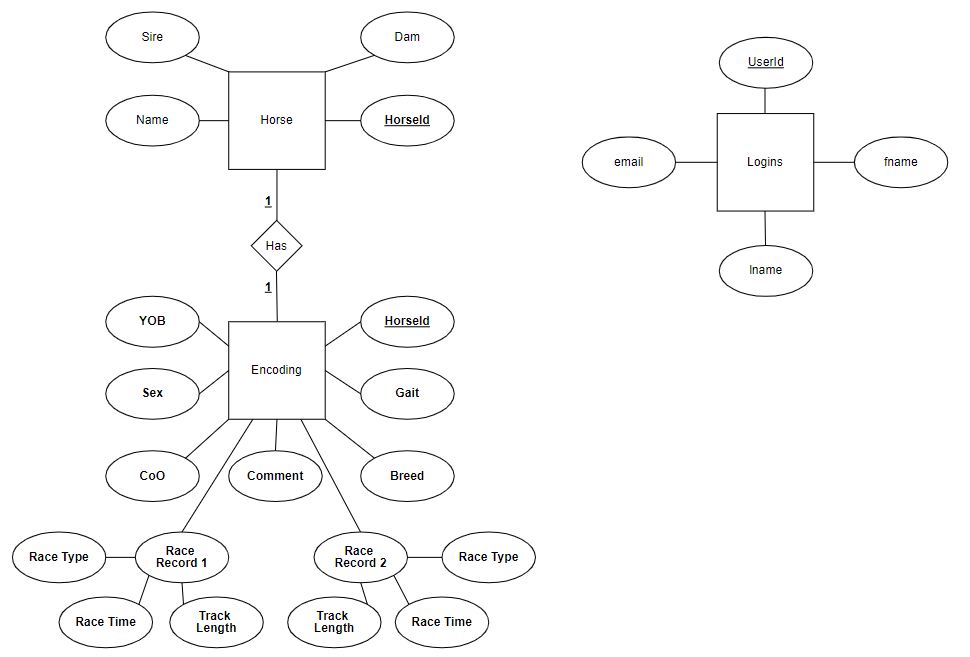 Sire
Dam
Name
Horse
HorseId
1
Has
1
YOB
HorseId
Encoding
Sex
Gait
CoO
Comment
Breed
Race Type
Race
Record 1
Race
Record 2
Race Type
Race Time
Track
Length
Track
Length
Race Time
UserId
email
Logins
fname
lname